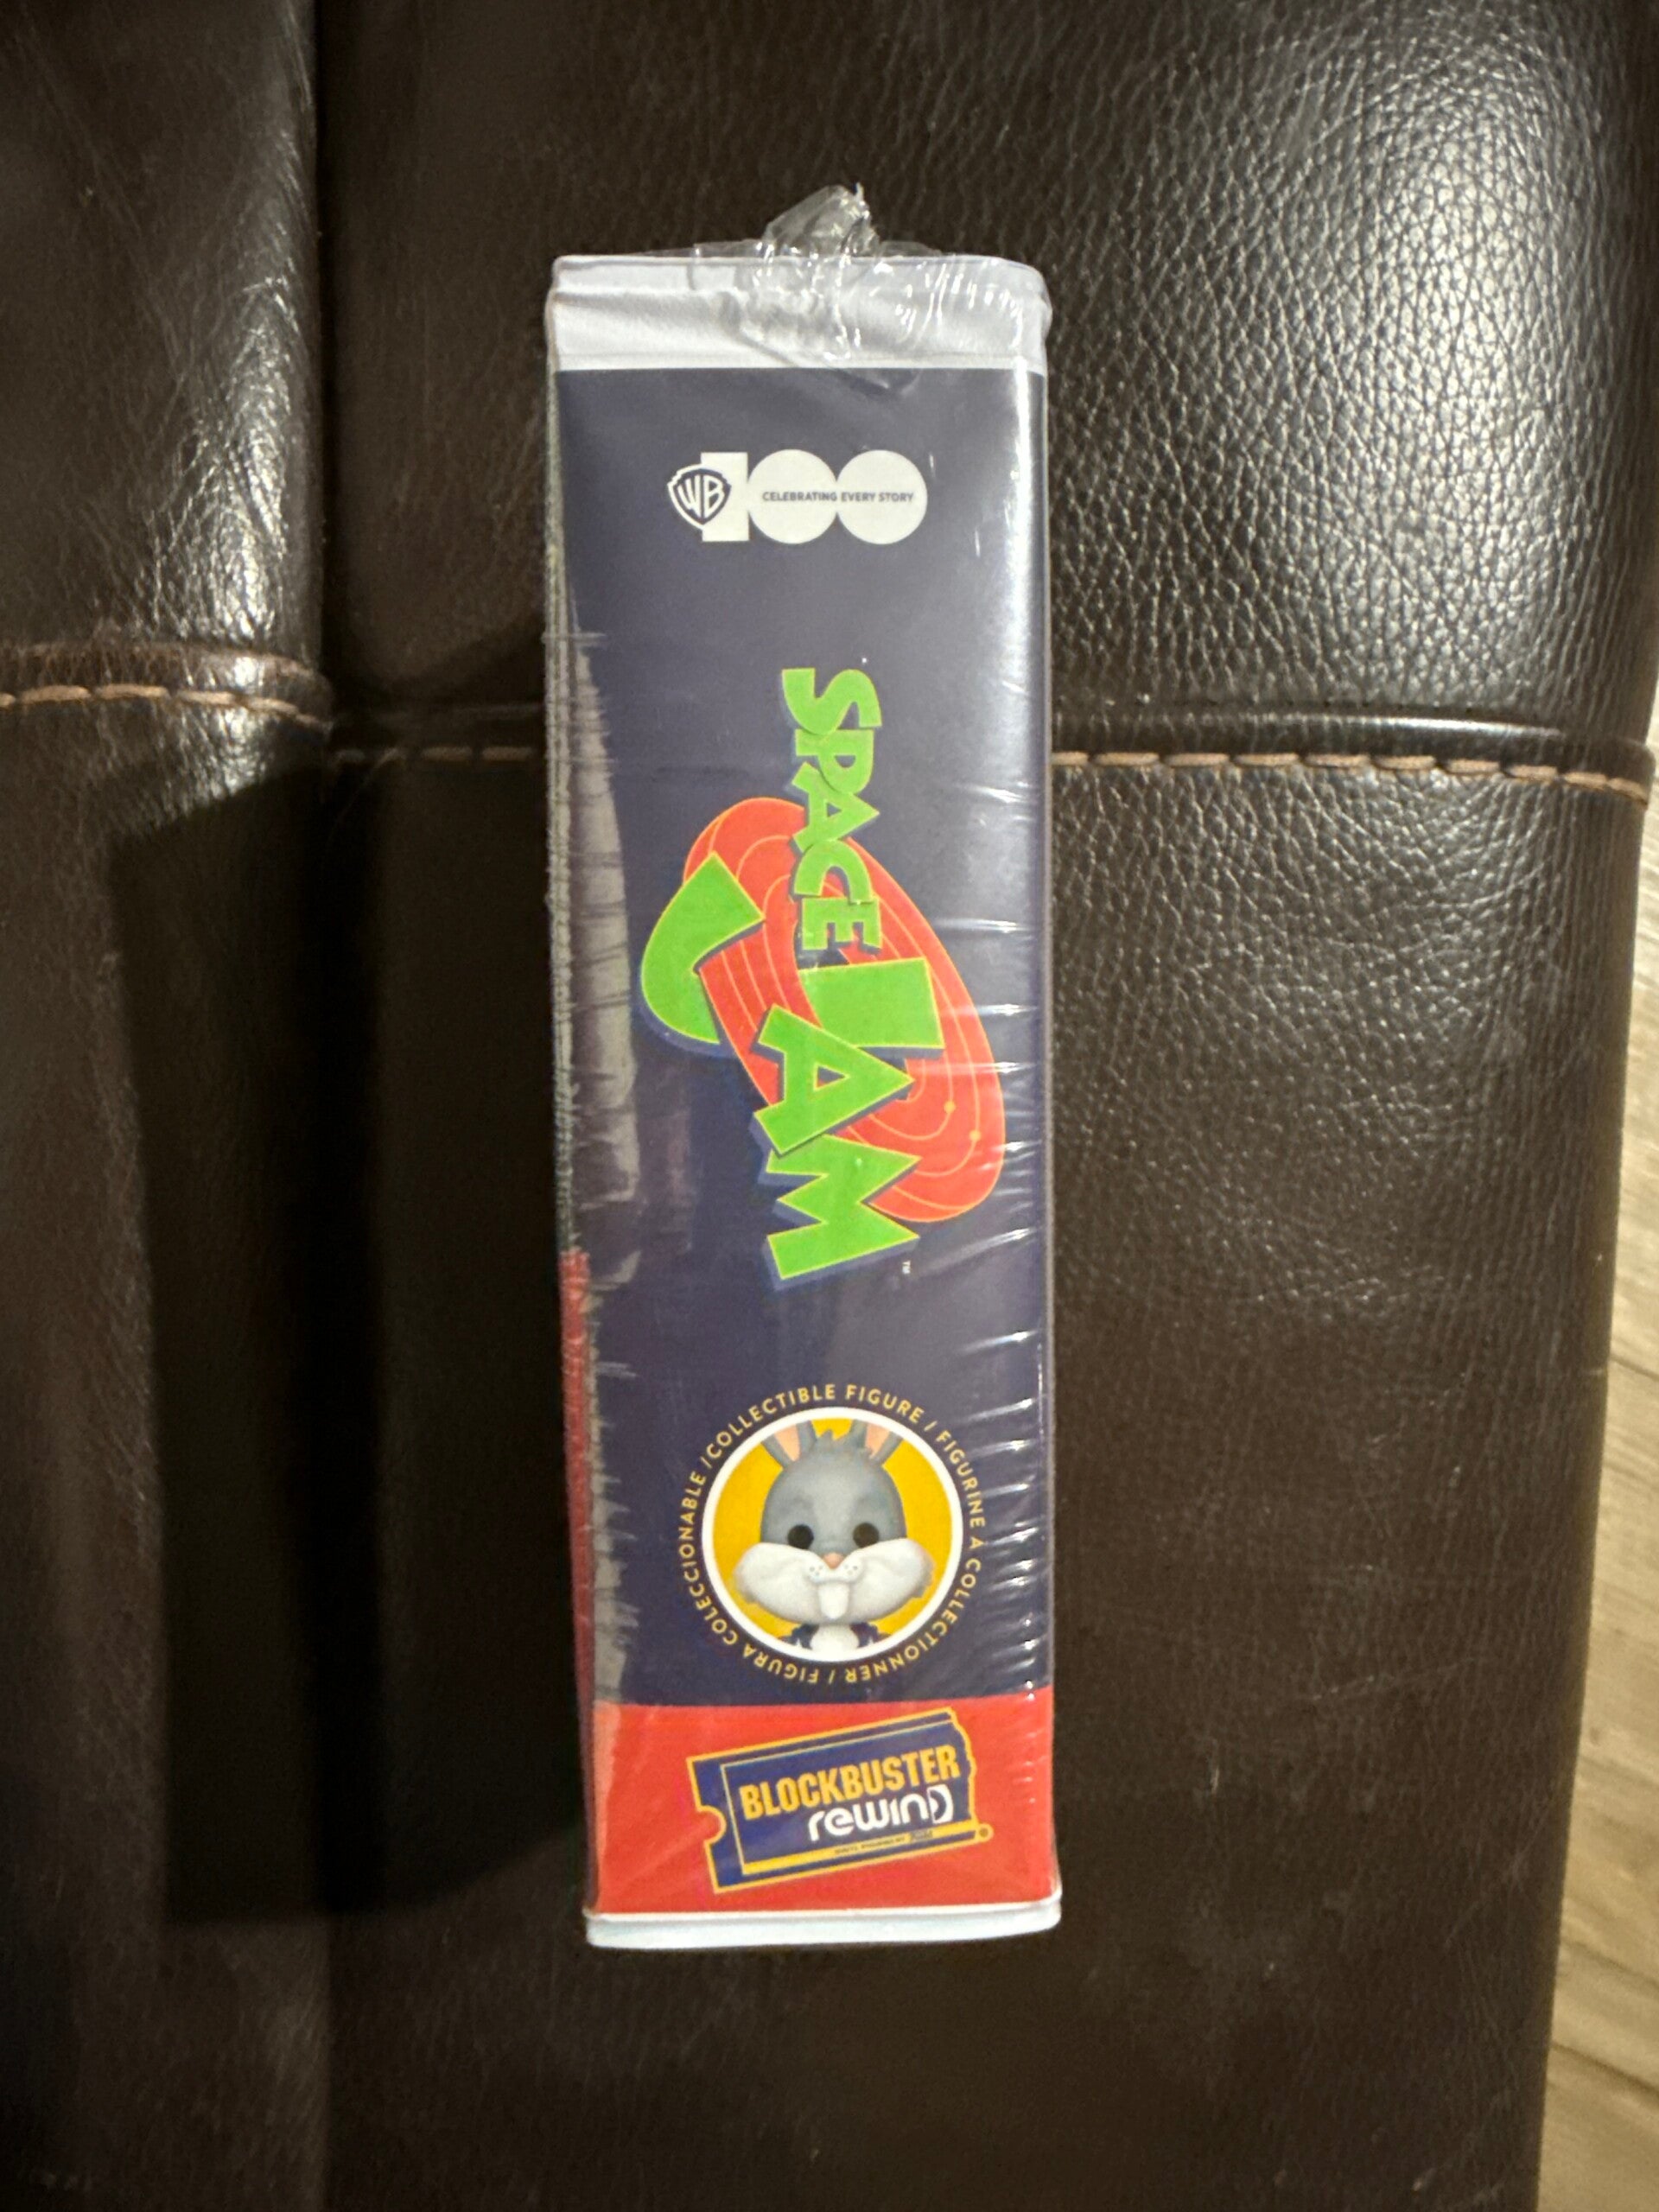 WB
100
CELEBRATING EVERY STORY
SPACE
JAM
TM
COLLECTIBLE FIGURE / FIGURINE À COLLECTIONNER / FIGURA COLECCIONABLE /
BLOCKBUSTER
rewind